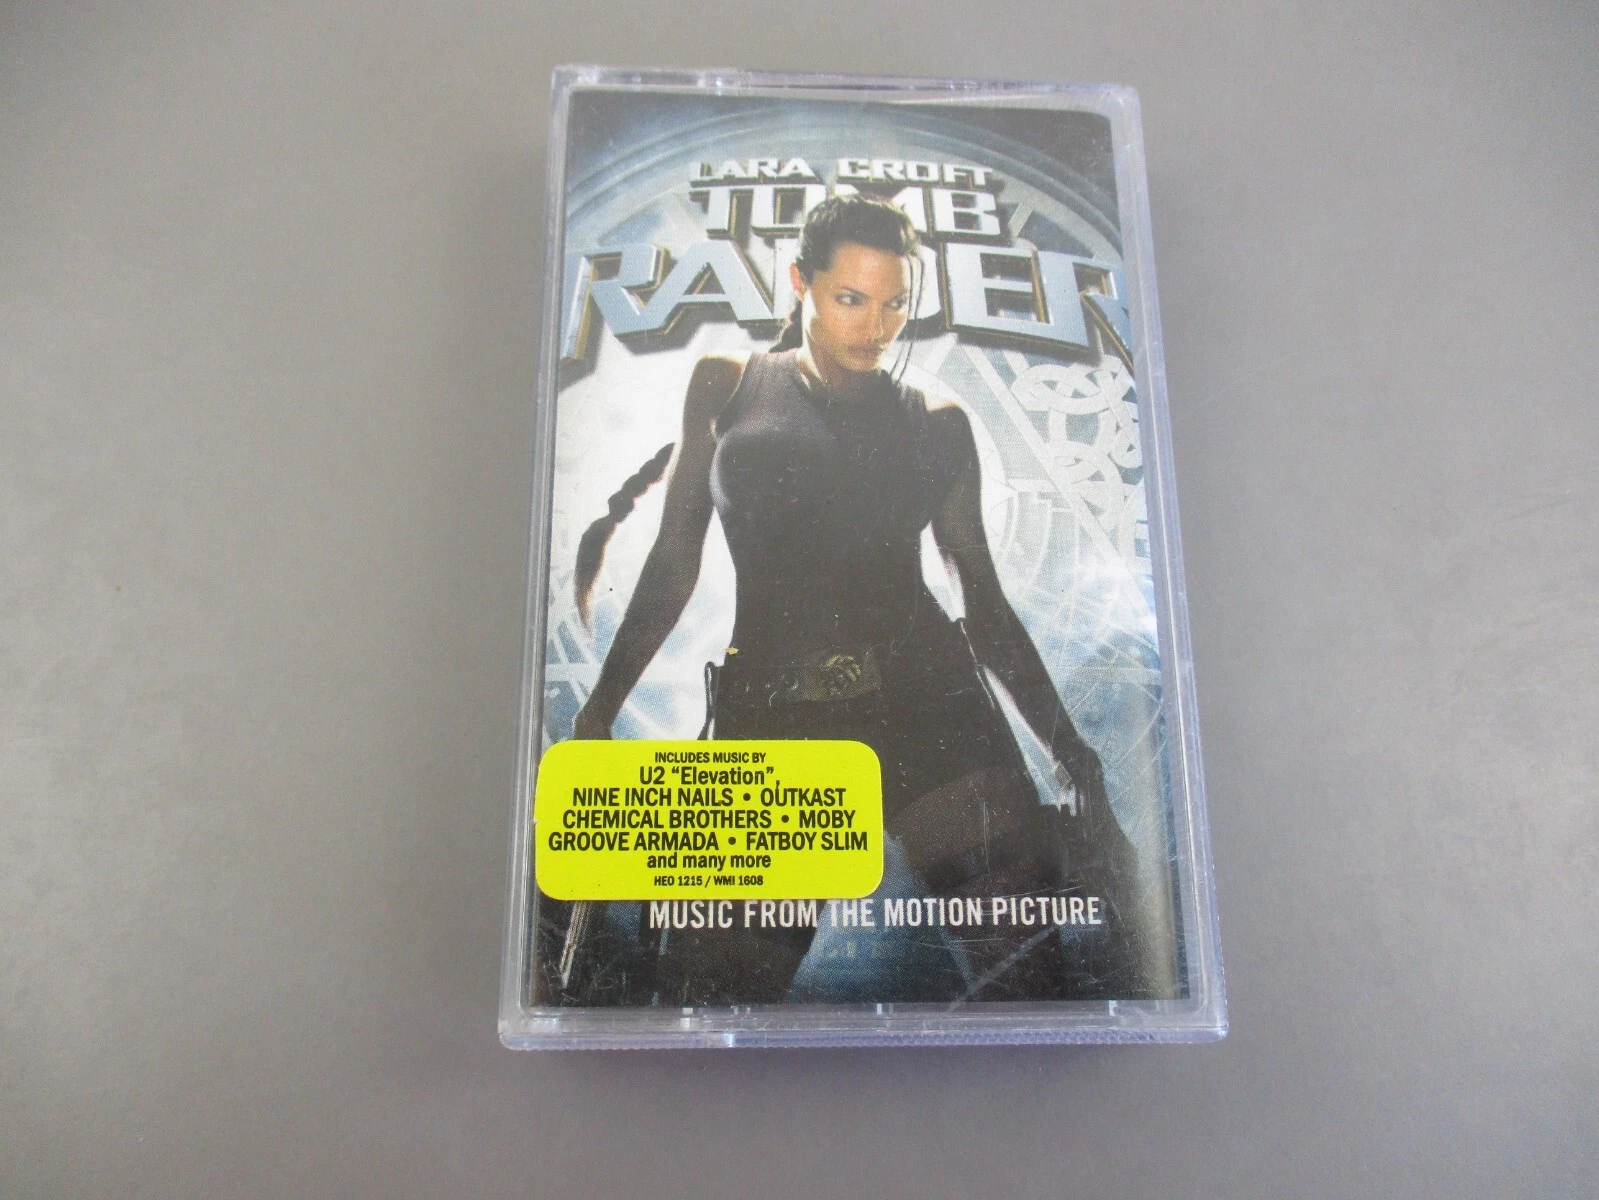 LARA CROFT
TOMB
RAIDER
INCLUDES MUSIC BY
U2 “Elevation”,
NINE INCH NAILS • OUTKAST
CHEMICAL BROTHERS • MOBY
GROOVE ARMADA • FATBOY SLIM
and many more
HEO 1215 / WMI 1608
MUSIC FROM THE MOTION PICTURE